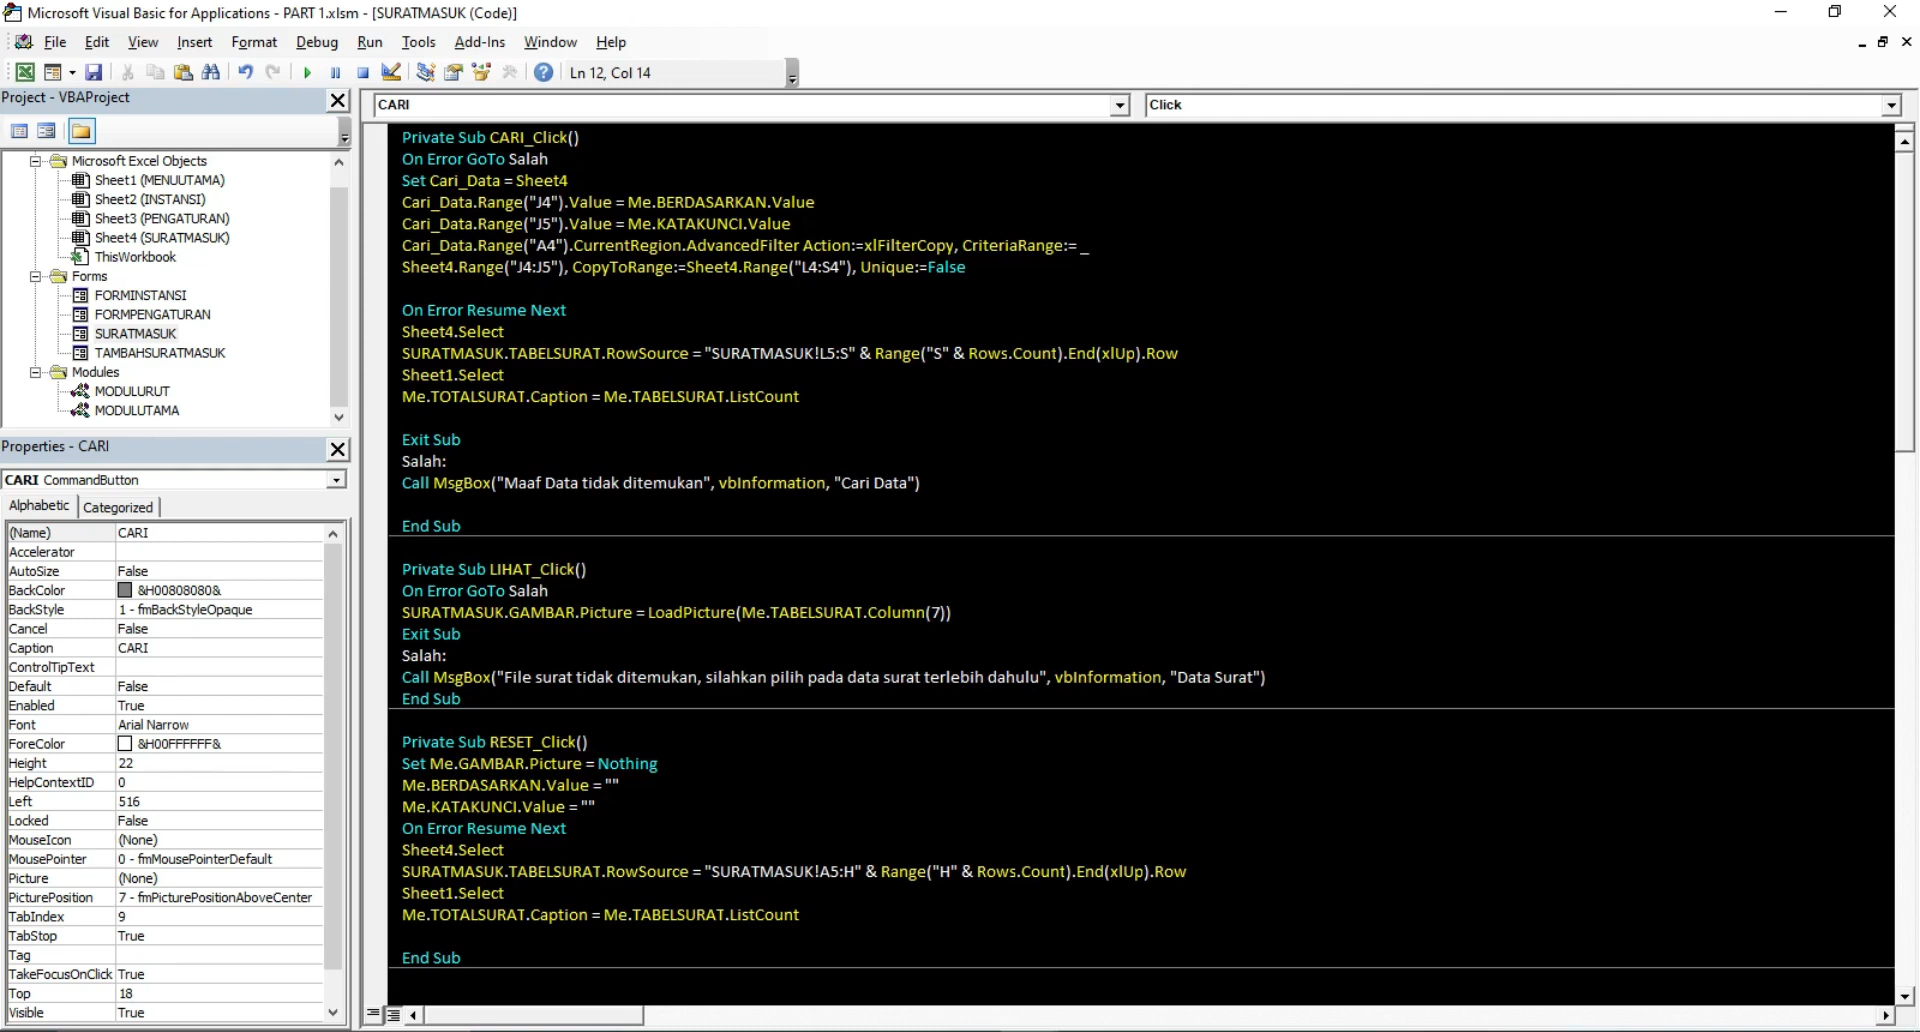 Microsoft Visual Basic for Applications - PART 1.xlsm - [SURATMASUK (Code)]
File Edit View Insert Format Debug Run Tools Add-Ins Window Help
Ln 12, Col 14
Project - VBAProject
Microsoft Excel Objects
Sheet1 (MENUUTAMA)
Sheet2 (INSTANSI)
Sheet3 (PENGATURAN)
Sheet4 (SURATMASUK)
ThisWorkbook
Forms
FORMINSTANSI
FORMPENGATURAN
SURATMASUK
TAMBAHSURATMASUK
Modules
MODULURUT
MODULUTAMA
Properties - CARI
CARI CommandButton
Alphabetic Categorized
(Name) CARI
Accelerator
AutoSize False
BackColor &H00808080&
BackStyle 1 - fmBackStyleOpaque
Cancel False
Caption CARI
ControlTipText
Default False
Enabled True
Font Arial Narrow
ForeColor &H00FFFFFF&
Height 22
HelpContextID 0
Left 516
Locked False
MouseIcon (None)
MousePointer 0 - fmMousePointerDefault
Picture (None)
PicturePosition 7 - fmPicturePositionAboveCenter
TabIndex 9
TabStop True
Tag
TakeFocusOnClick True
Top 18
Visible True
CARI Click
Private Sub CARI_Click()
On Error GoTo Salah
Set Cari_Data = Sheet4
Cari_Data.Range("J4").Value = Me.BERDASARKAN.Value
Cari_Data.Range("J5").Value = Me.KATAKUNCI.Value
Cari_Data.Range("A4").CurrentRegion.AdvancedFilter Action:=xlFilterCopy, CriteriaRange:= _
Sheet4.Range("J4:J5"), CopyToRange:=Sheet4.Range("L4:S4"), Unique:=False
On Error Resume Next
Sheet4.Select
SURATMASUK.TABELSURAT.RowSource = "SURATMASUK!L5:S" & Range("S" & Rows.Count).End(xlUp).Row
Sheet1.Select
Me.TOTALSURAT.Caption = Me.TABELSURAT.ListCount
Exit Sub
Salah:
Call MsgBox("Maaf Data tidak ditemukan", vbInformation, "Cari Data")
End Sub
Private Sub LIHAT_Click()
On Error GoTo Salah
SURATMASUK.GAMBAR.Picture = LoadPicture(Me.TABELSURAT.Column(7))
Exit Sub
Salah:
Call MsgBox("File surat tidak ditemukan, silahkan pilih pada data surat terlebih dahulu", vbInformation, "Data Surat")
End Sub
Private Sub RESET_Click()
Set Me.GAMBAR.Picture = Nothing
Me.BERDASARKAN.Value = ""
Me.KATAKUNCI.Value = ""
On Error Resume Next
Sheet4.Select
SURATMASUK.TABELSURAT.RowSource = "SURATMASUK!A5:H" & Range("H" & Rows.Count).End(xlUp).Row
Sheet1.Select
Me.TOTALSURAT.Caption = Me.TABELSURAT.ListCount
End Sub